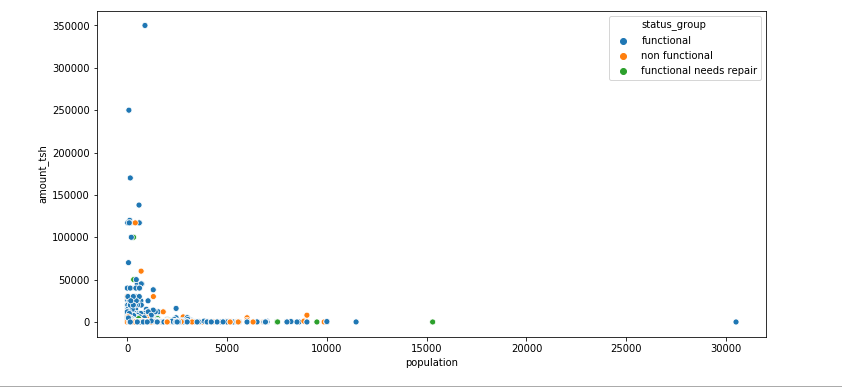 status_group
functional
non functional
functional needs repair
350000
300000
250000
200000
150000
100000
50000
0
amount_tsh
0
5000
10000
15000
20000
25000
30000
population